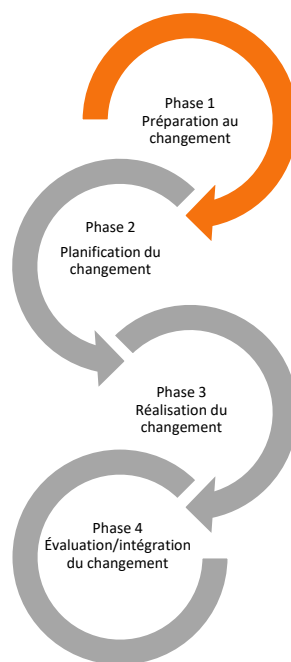 Phase 1
Préparation au
changement
Phase 2
Planification du
changement
Phase 3
Réalisation du
changement
Phase 4
Évaluation/intégration
du changement